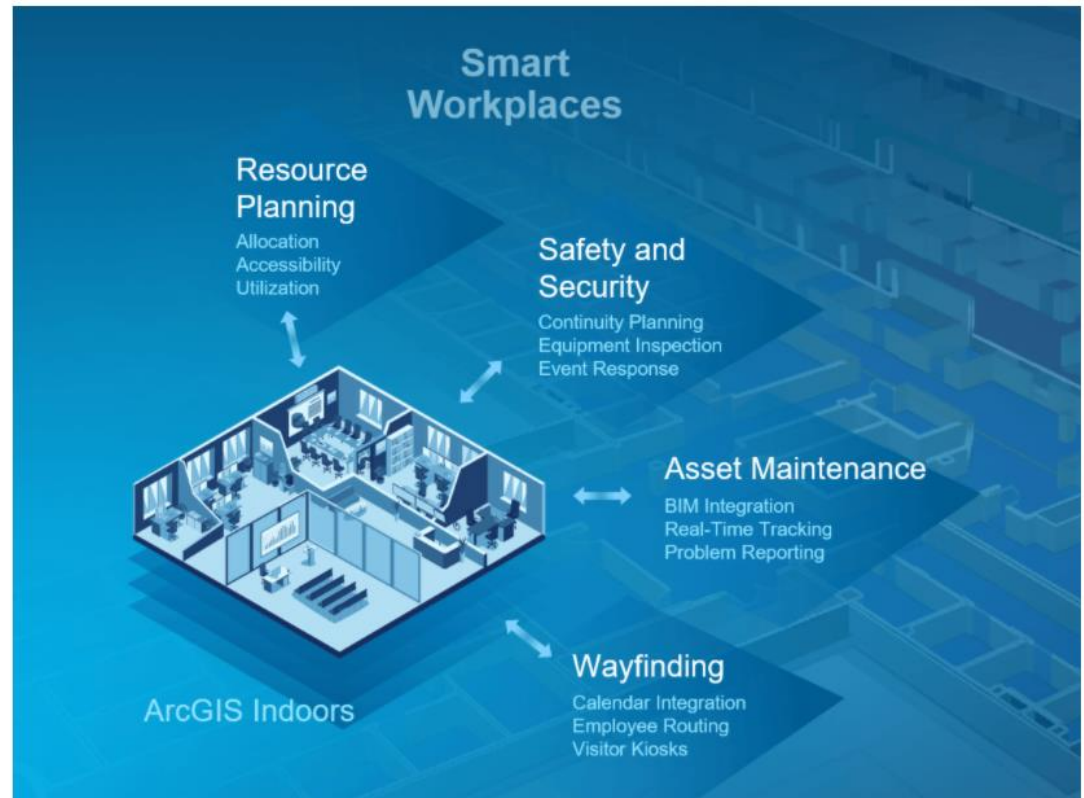 Smart
Workplaces
Resource
Planning
Allocation
Accessibility
Utilization
Safety and
Security
Continuity Planning
Equipment Inspection
Event Response
Asset Maintenance
BIM Integration
Real-Time Tracking
Problem Reporting
Wayfinding
Calendar Integration
Employee Routing
Visitor Kiosks
ArcGIS Indoors